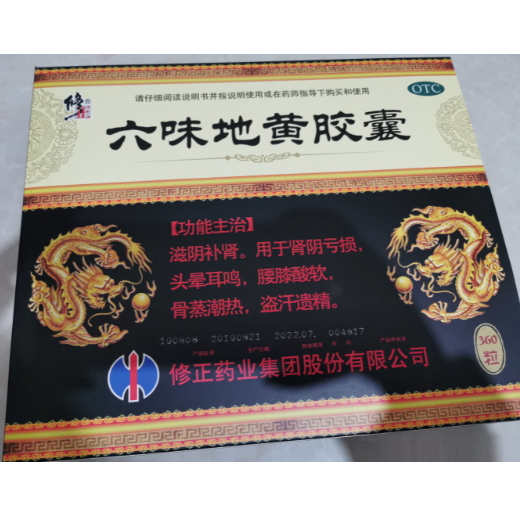 修正
请仔细阅读说明书并按说明使用或在药师指导下购买和使用
OTC
六味地黄胶囊
【功能主治】
滋阴补肾。用于肾阴亏损，
头晕耳鸣，腰膝酸软，
骨蒸潮热，盗汗遗精。
190808 20190821 2022.07. 004817
修正药业集团股份有限公司
360
粒